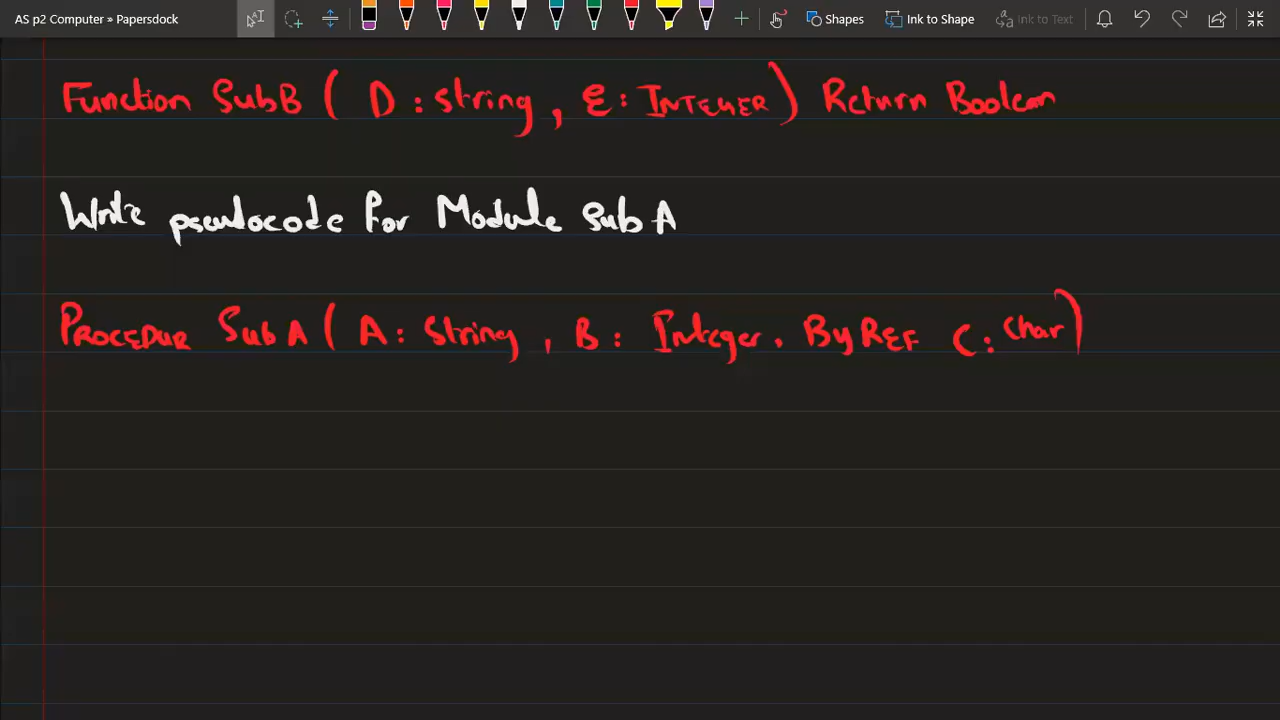 AS p2 Computer » Papersdock
Shapes
Ink to Shape
Ink to Text
Function SubB ( D : String , E : INTEGER ) Return Boolean
Write pseudocode for Module SubA
PROCEDUR SubA ( A : String , B : Integer , ByREF C : Char )